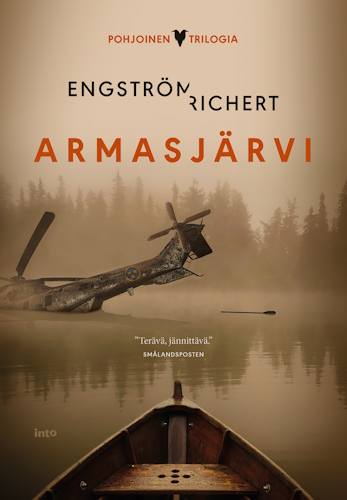 POHJOINEN TRILOGIA
ENGSTRÖM
RICHERT
ARMASJÄRVI
"Terävä, jännittävä."
SMÅLANDSPOSTEN
into